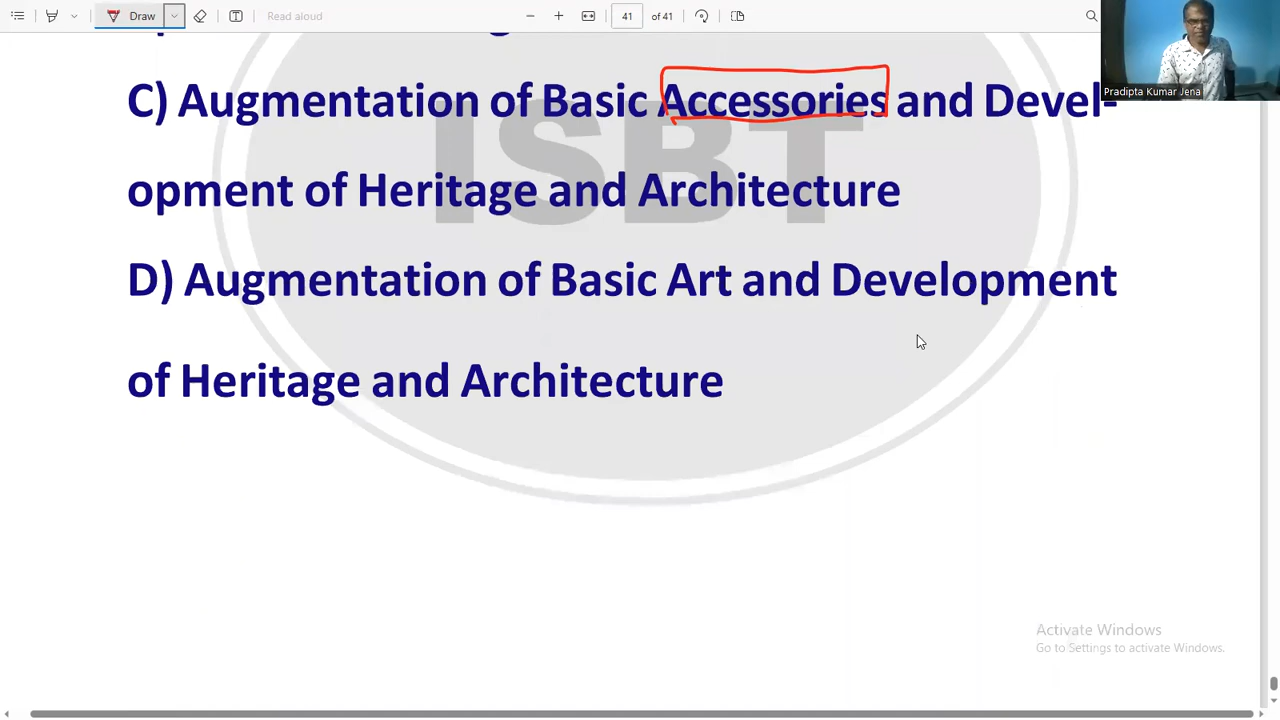 Draw
Read aloud
41 of 41
C) Augmentation of Basic Accessories and Devel-
opment of Heritage and Architecture
D) Augmentation of Basic Art and Development
of Heritage and Architecture
ISBT
Pradipta Kumar Jena
Activate Windows
Go to Settings to activate Windows.